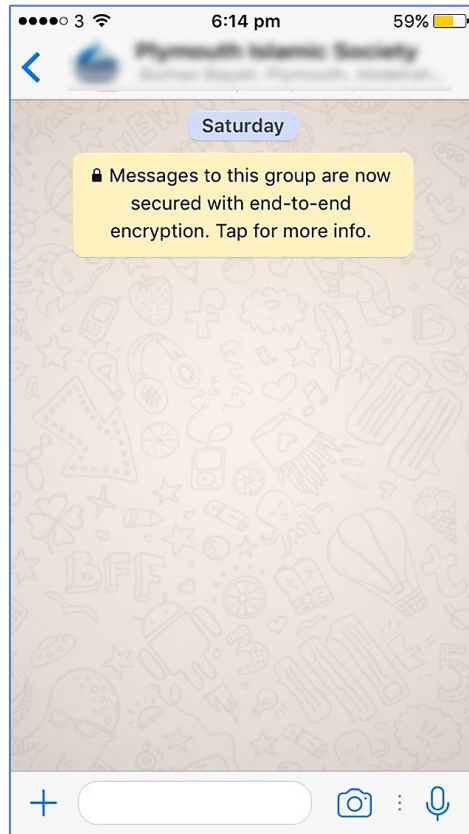 3 6:14 pm 59%
Saturday
Messages to this group are now
secured with end-to-end
encryption. Tap for more info.
BFF